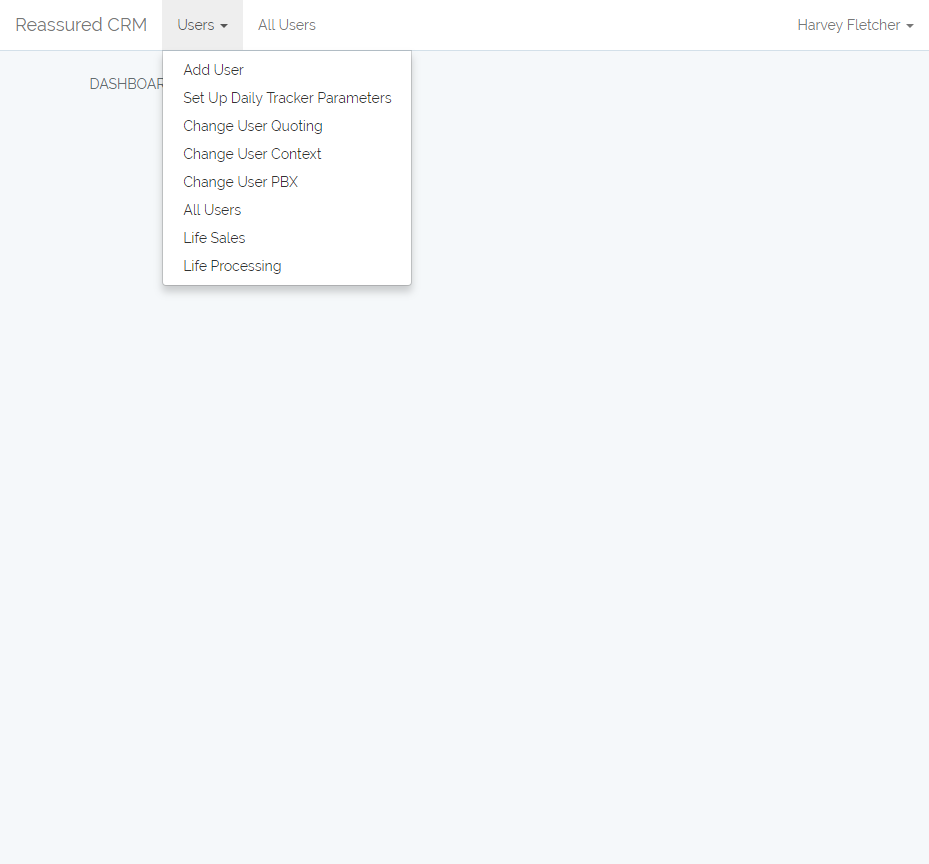 Reassured CRM Users All Users Harvey Fletcher
Add User
DASHBOAR
Set Up Daily Tracker Parameters
Change User Quoting
Change User Context
Change User PBX
All Users
Life Sales
Life Processing